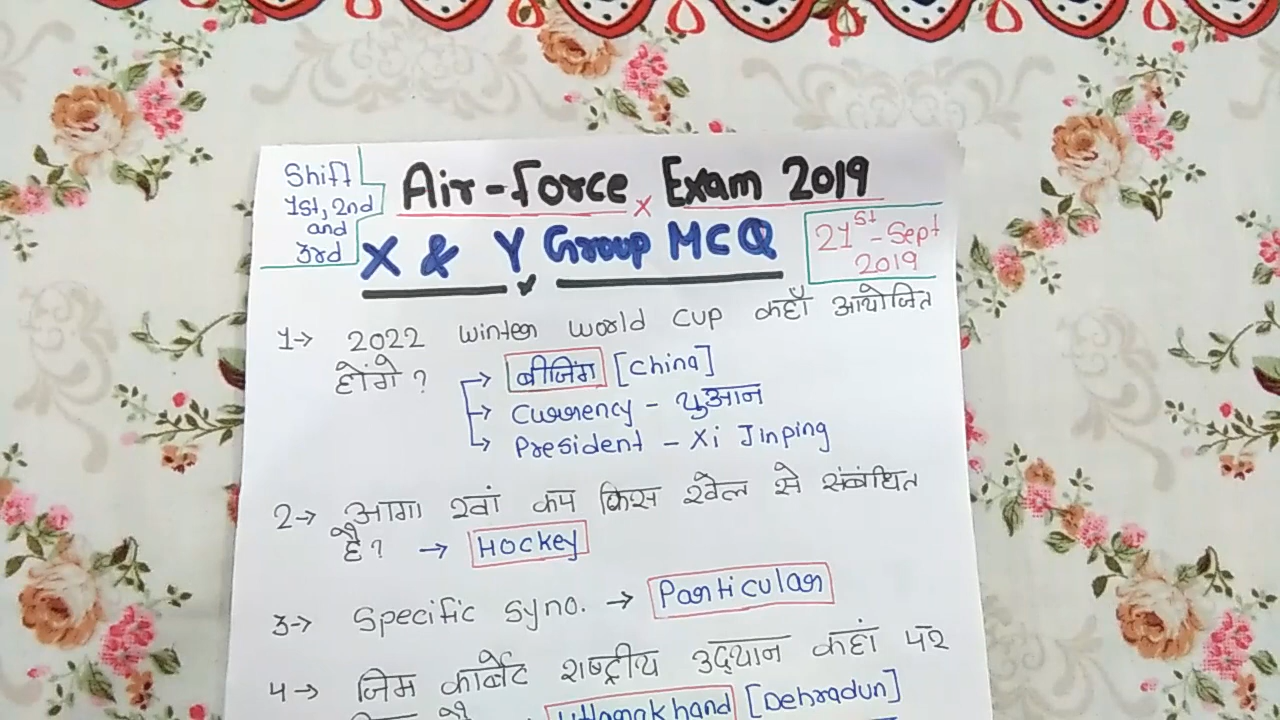 Shift
1st, 2nd
and
3rd
Air-force Exam 2019
X & Y Group MCQ
21st - Sept
2019
1→ 2022 winter world cup कहाँ आयोजित
होंगे ?
→ बीजिंग [China]
→ Currency - युआन
→ President - Xi Jinping
2→ आगा खां कप किस खेल से संबंधित
है? → Hockey
3→ Specific syno. → Particular
4→ जिम कार्बेट राष्ट्रीय उद्यान कहां पर
Uttarakhand [Dehradun]